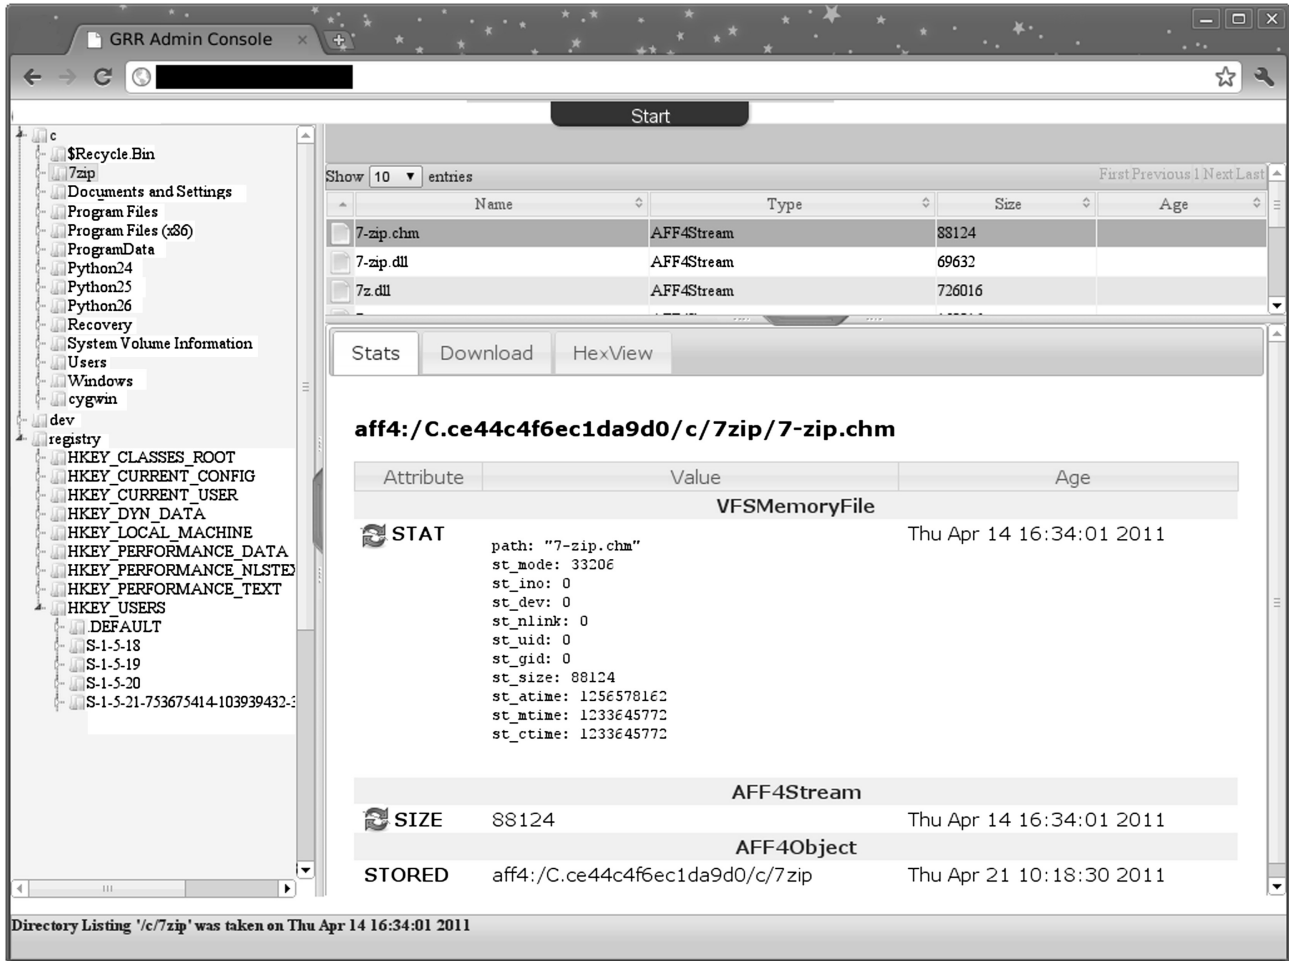 GRR Admin Console
Start
c
$Recycle.Bin
7zip
Documents and Settings
Program Files
Program Files (x86)
ProgramData
Python24
Python25
Python26
Recovery
System Volume Information
Users
Windows
cygwin
dev
registry
HKEY_CLASSES_ROOT
HKEY_CURRENT_CONFIG
HKEY_CURRENT_USER
HKEY_DYN_DATA
HKEY_LOCAL_MACHINE
HKEY_PERFORMANCE_DATA
HKEY_PERFORMANCE_NLSTEX
HKEY_PERFORMANCE_TEXT
HKEY_USERS
.DEFAULT
S-1-5-18
S-1-5-19
S-1-5-20
S-1-5-21-753675414-103939432-3
Show 10 entries First Previous 1 Next Last
Name Type Size Age
7-zip.chm AFF4Stream 88124
7-zip.dll AFF4Stream 69632
7z.dll AFF4Stream 726016
Stats Download HexView
aff4:/C.ce44c4f6ec1da9d0/c/7zip/7-zip.chm
Attribute Value Age
VFSMemoryFile
STAT Thu Apr 14 16:34:01 2011
path: "7-zip.chm"
st_mode: 33206
st_ino: 0
st_dev: 0
st_nlink: 0
st_uid: 0
st_gid: 0
st_size: 88124
st_atime: 1256578162
st_mtime: 1233645772
st_ctime: 1233645772
AFF4Stream
SIZE 88124 Thu Apr 14 16:34:01 2011
AFF4Object
STORED aff4:/C.ce44c4f6ec1da9d0/c/7zip Thu Apr 21 10:18:30 2011
Directory Listing '/c/7zip' was taken on Thu Apr 14 16:34:01 2011